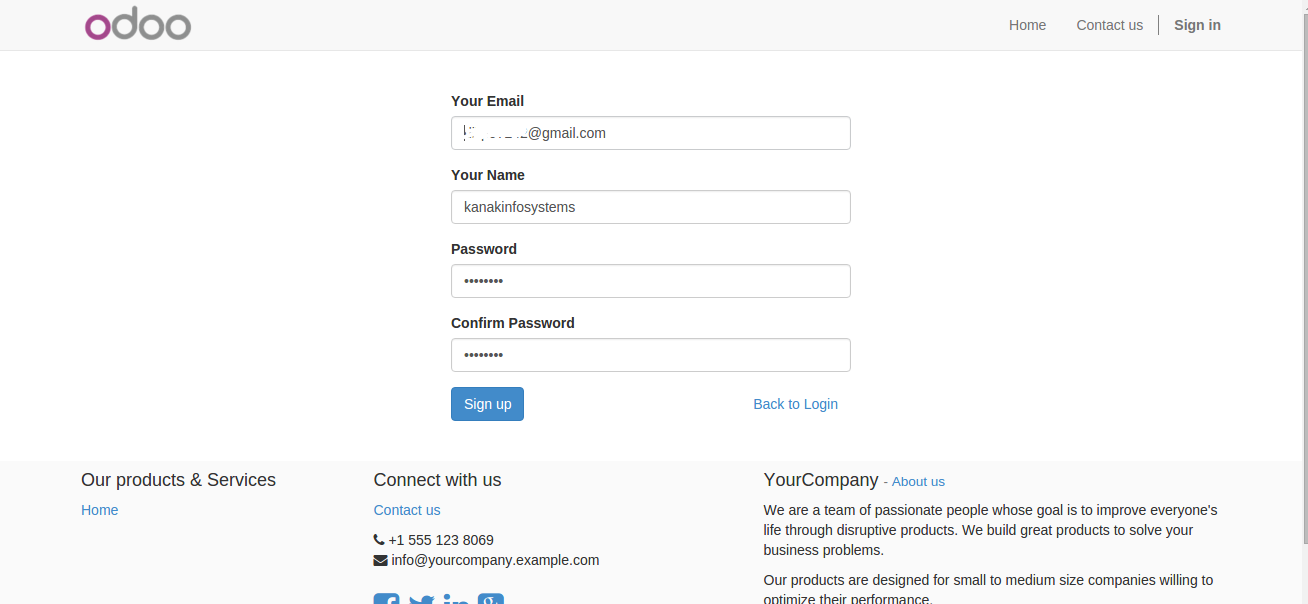 odoo
Home Contact us Sign in
Your Email
@gmail.com
Your Name
kanakinfosystems
Password
••••••••
Confirm Password
••••••••
Sign up Back to Login
Our products & Services
Home
Connect with us
Contact us
+1 555 123 8069
info@yourcompany.example.com
YourCompany - About us
We are a team of passionate people whose goal is to improve everyone's
life through disruptive products. We build great products to solve your
business problems.
Our products are designed for small to medium size companies willing to
optimize their performance.